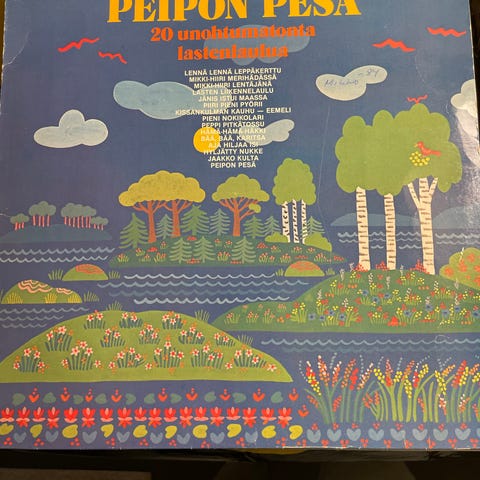 PEIPON PESÄ
20 unohtumatonta
lastenlaulua
LENNÄ LENNÄ LEPPÄKERTTU
MIKKI-HIIRI MERIHÄDÄSSÄ
MIKKI-HIIRI LENTÄJÄNÄ
LASTEN LIIKENNELAULU
JÄNIS ISTUI MAASSA
PIIRI PIENI PYÖRII
KISSANKULMAN KAUHU — EEMELI
PIENI NOKIKOLARI
PEPPI PITKÄTOSSU
HÄMÄ-HÄMÄ-HÄKKI
BÄÄ, BÄÄ, KARITSA
AJA HILJAA ISI
HYLJÄTTY NUKKE
JAAKKO KULTA
PEIPON PESÄ
-84